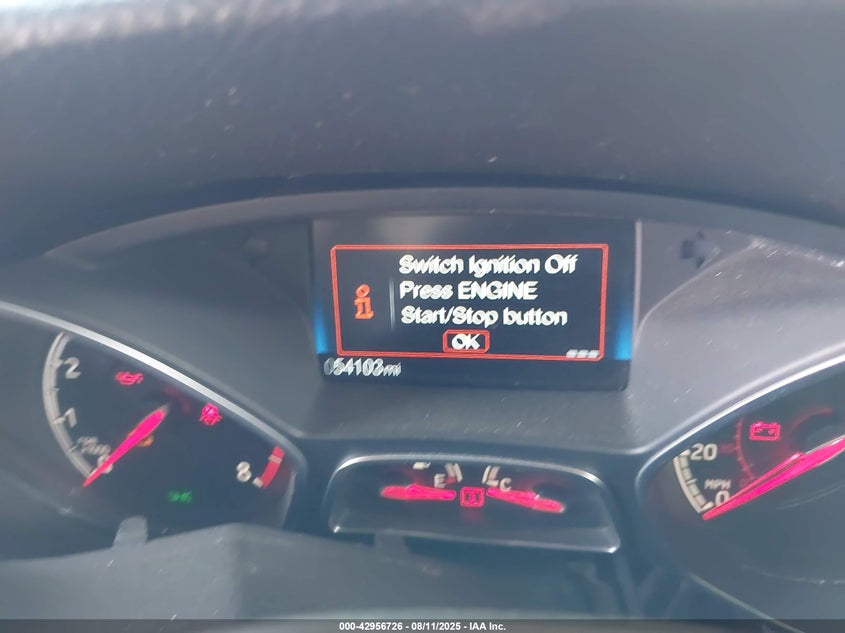 Switch Ignition Off
Press ENGINE
Start/Stop button
OK
054103mi
2
1
0
8
E
C
20
MPH
0
000-42956726 - 08/11/2025 - IAA Inc.